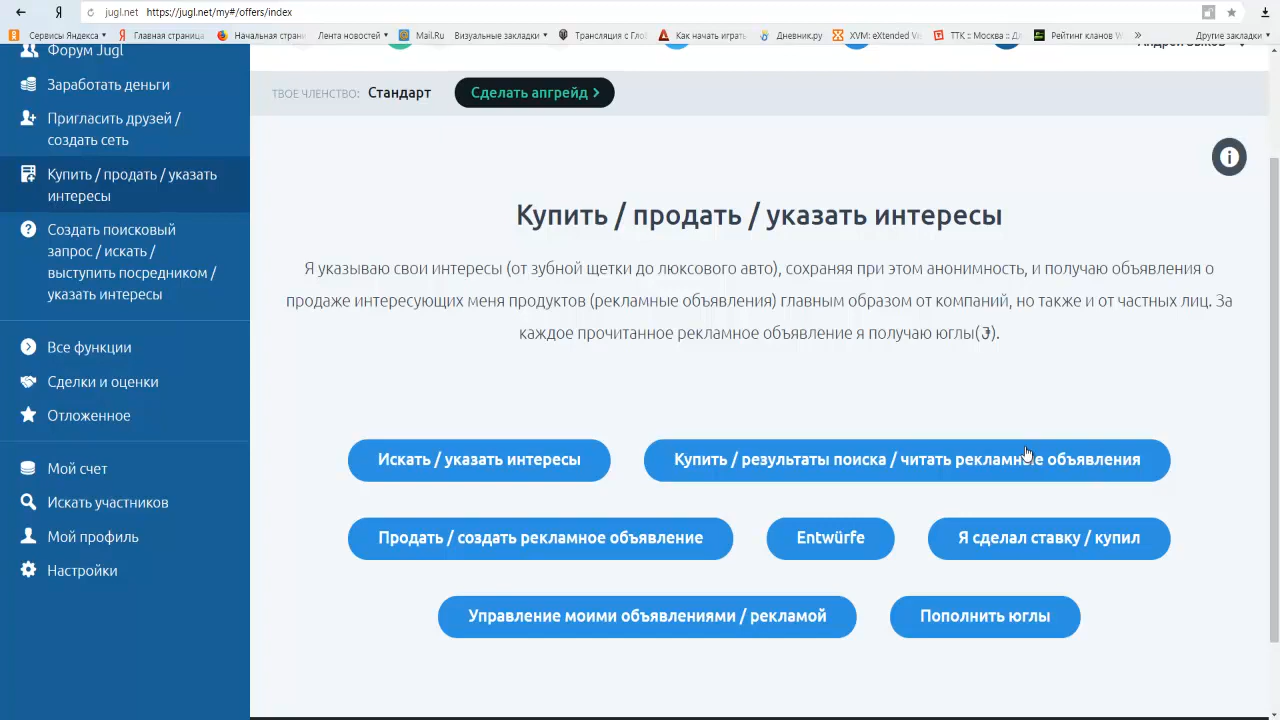 jugl.net https://jugl.net/my#/offers/index
Сервисы Яндекса
Главная страница
Начальная страни
Лента новостей
Mail.Ru
Визуальные закладки
Трансляция с Глоб
Как начать играть
Дневник.ру
XVM: eXtended Va
ТТК :: Москва ::
Рейтинг кланов W
»
Другие закладки
Форум Jugl
Заработать деньги
Пригласить друзей /
создать сеть
Купить / продать / указать
интересы
Создать поисковый
запрос / искать /
выступить посредником /
указать интересы
Все функции
Сделки и оценки
Отложенное
Мой счет
Искать участников
Мой профиль
Настройки
ТВОЕ ЧЛЕНСТВО: Стандарт Сделать апгрейд >
Купить / продать / указать интересы
Я указываю свои интересы (от зубной щетки до люксового авто), сохраняя при этом анонимность, и получаю объявления о
продаже интересующих меня продуктов (рекламные объявления) главным образом от компаний, но также и от частных лиц. За
каждое прочитанное рекламное объявление я получаю юглы(J).
Искать / указать интересы
Купить / результаты поиска / читать рекламные объявления
Продать / создать рекламное объявление
Entwürfe
Я сделал ставку / купил
Управление моими объявлениями / рекламой
Пополнить юглы